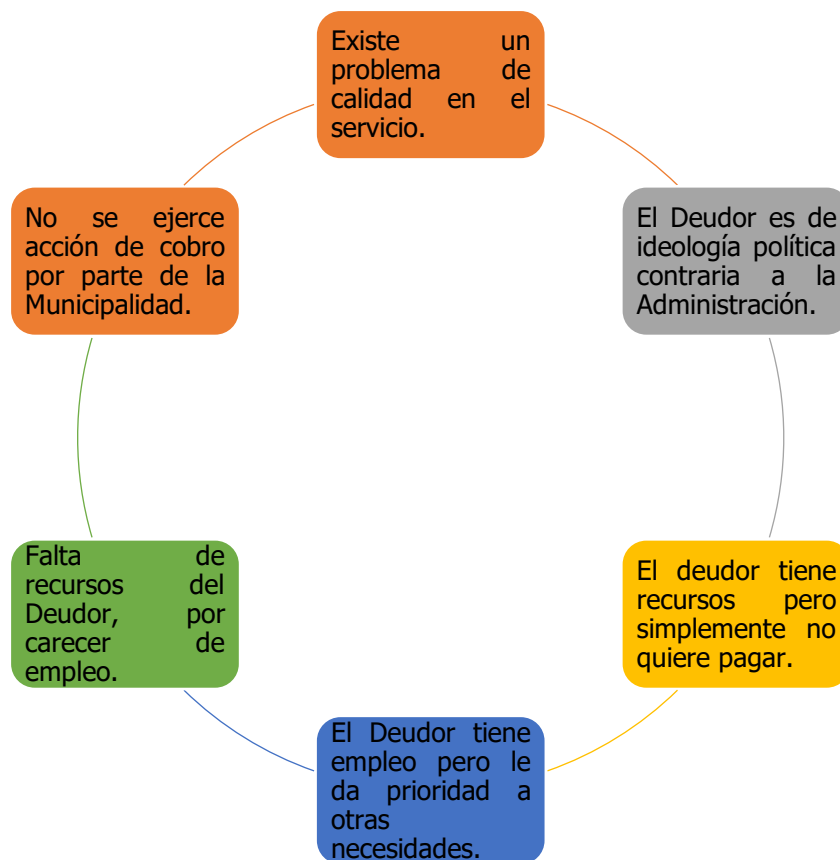 Existe un
problema de
calidad en el
servicio.
El Deudor es de
ideología política
contraria a la
Administración.
El deudor tiene
recursos pero
simplemente no
quiere pagar.
El Deudor tiene
empleo pero le
da prioridad a
otras
necesidades.
Falta de
recursos del
Deudor, por
carecer de
empleo.
No se ejerce
acción de cobro
por parte de la
Municipalidad.